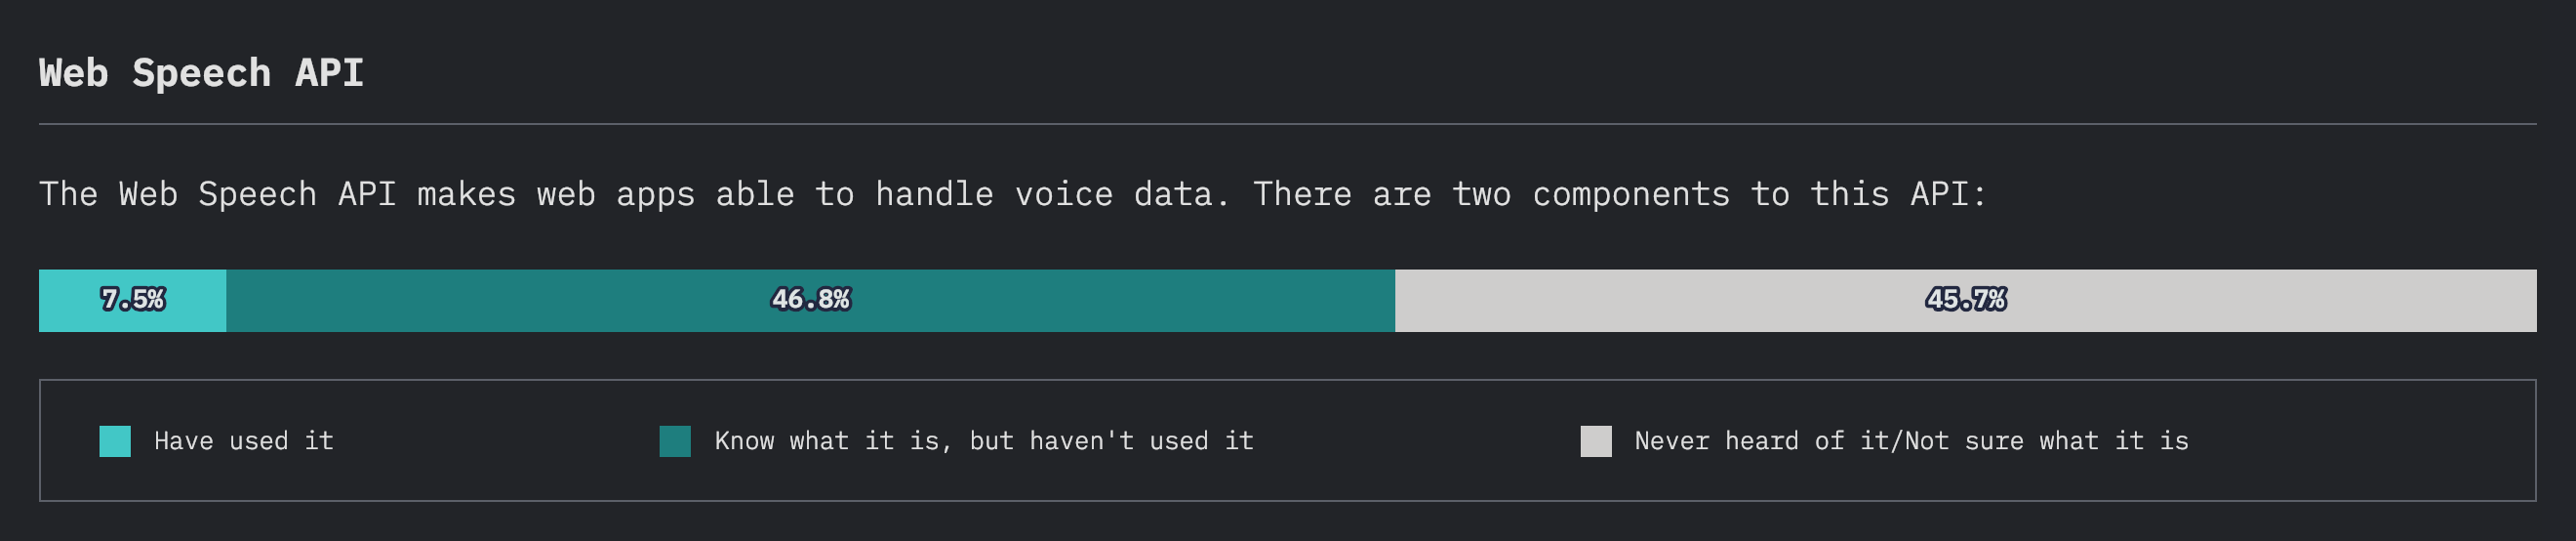 Web Speech API
The Web Speech API makes web apps able to handle voice data. There are two components to this API:
7.5% 46.8% 45.7%
Have used it Know what it is, but haven't used it Never heard of it/Not sure what it is